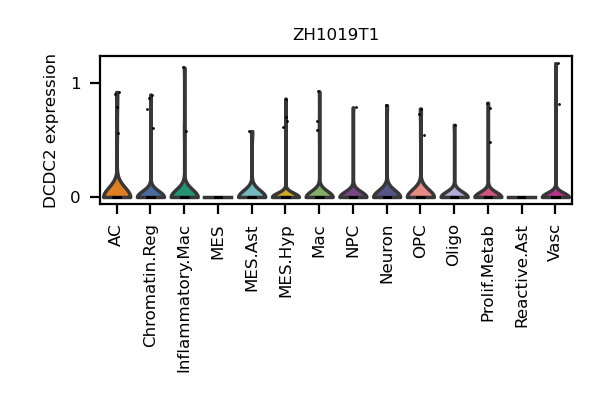 ZH1019T1
DCDC2 expression
1
0
AC
Chromatin.Reg
Inflammatory.Mac
MES
MES.Ast
MES.Hyp
Mac
NPC
Neuron
OPC
Oligo
Prolif.Metab
Reactive.Ast
Vasc